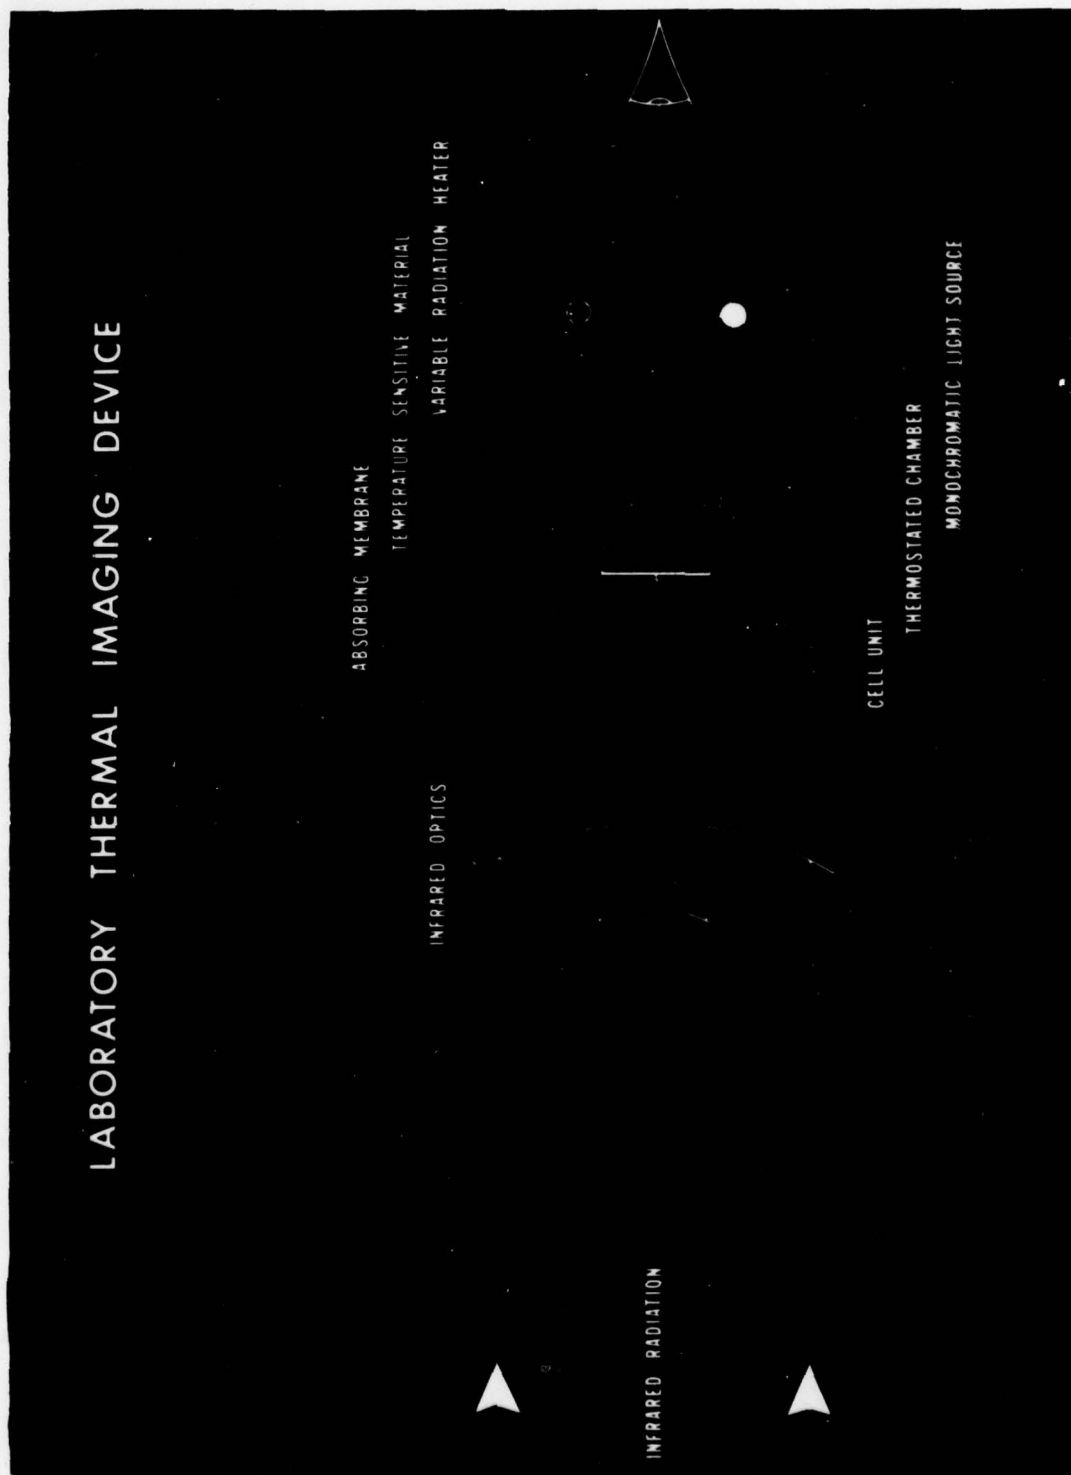 LABORATORY THERMAL IMAGING DEVICE
ABSORBING MEMBRANE
TEMPERATURE SENSITIVE MATERIAL
VARIABLE RADIATION HEATER
INFRARED OPTICS
INFRARED RADIATION
CELL UNIT
THERMOSTATED CHAMBER
MONOCHROMATIC LIGHT SOURCE